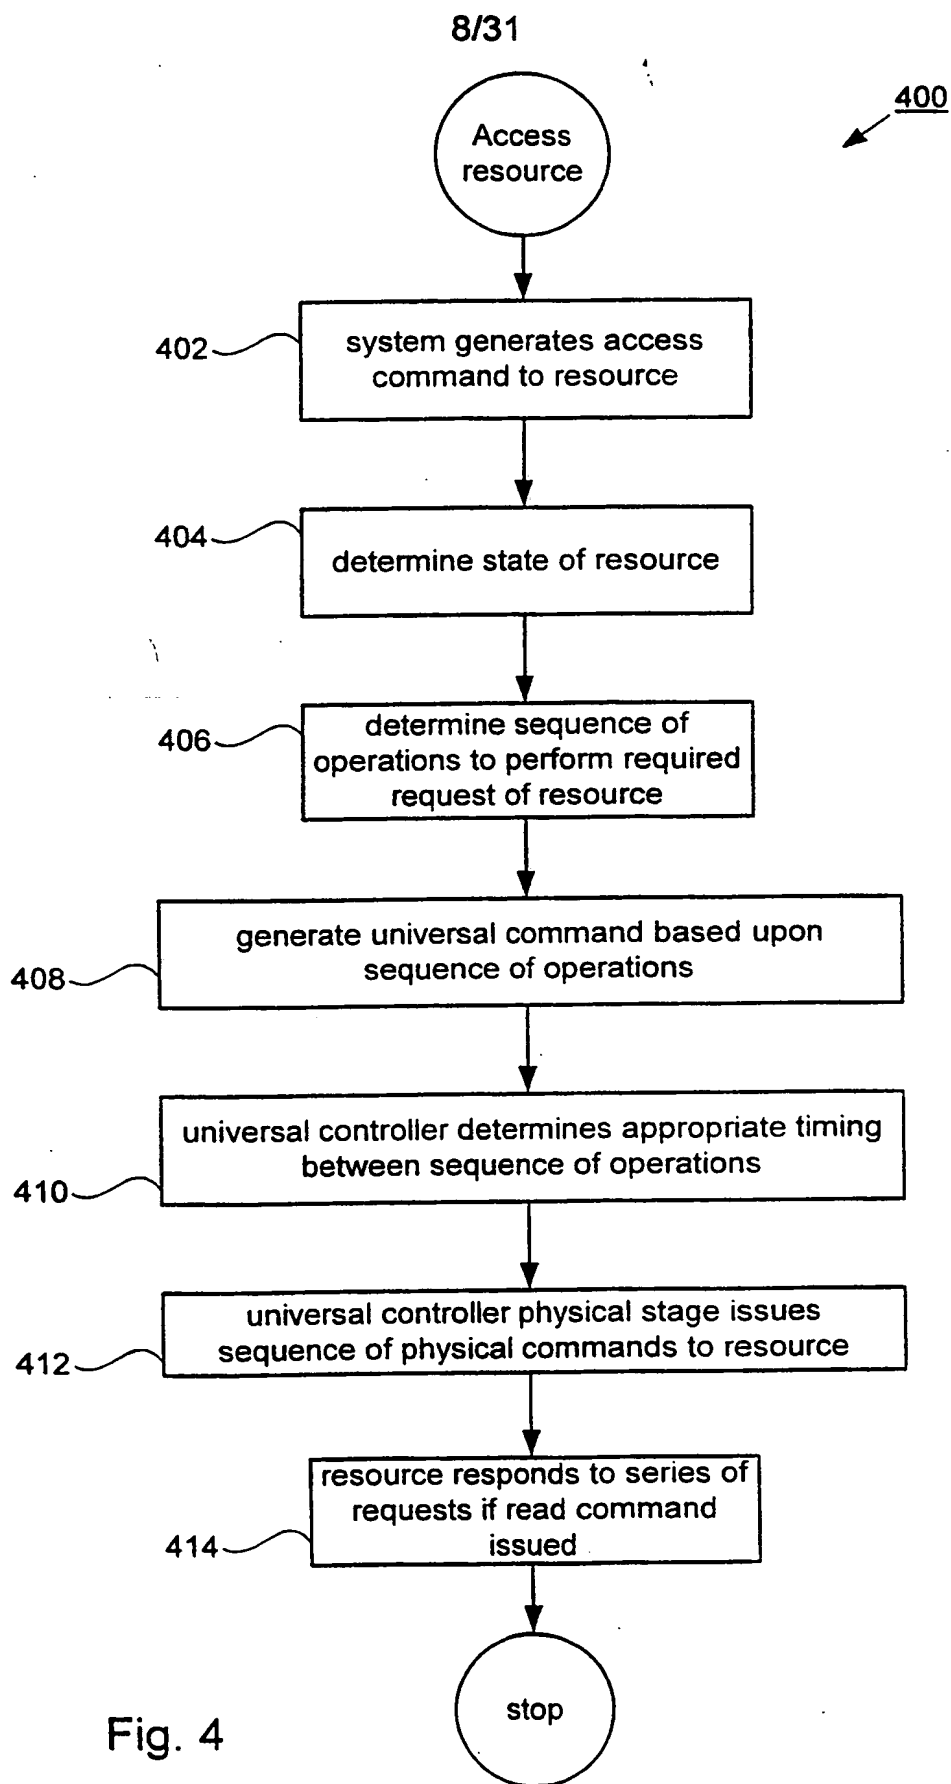 8/31
400
Access
resource
402
system generates access
command to resource
404
determine state of resource
406
determine sequence of
operations to perform required
request of resource
408
generate universal command based upon
sequence of operations
410
universal controller determines appropriate timing
between sequence of operations
412
universal controller physical stage issues
sequence of physical commands to resource
414
resource responds to series of
requests if read command
issued
stop
Fig. 4